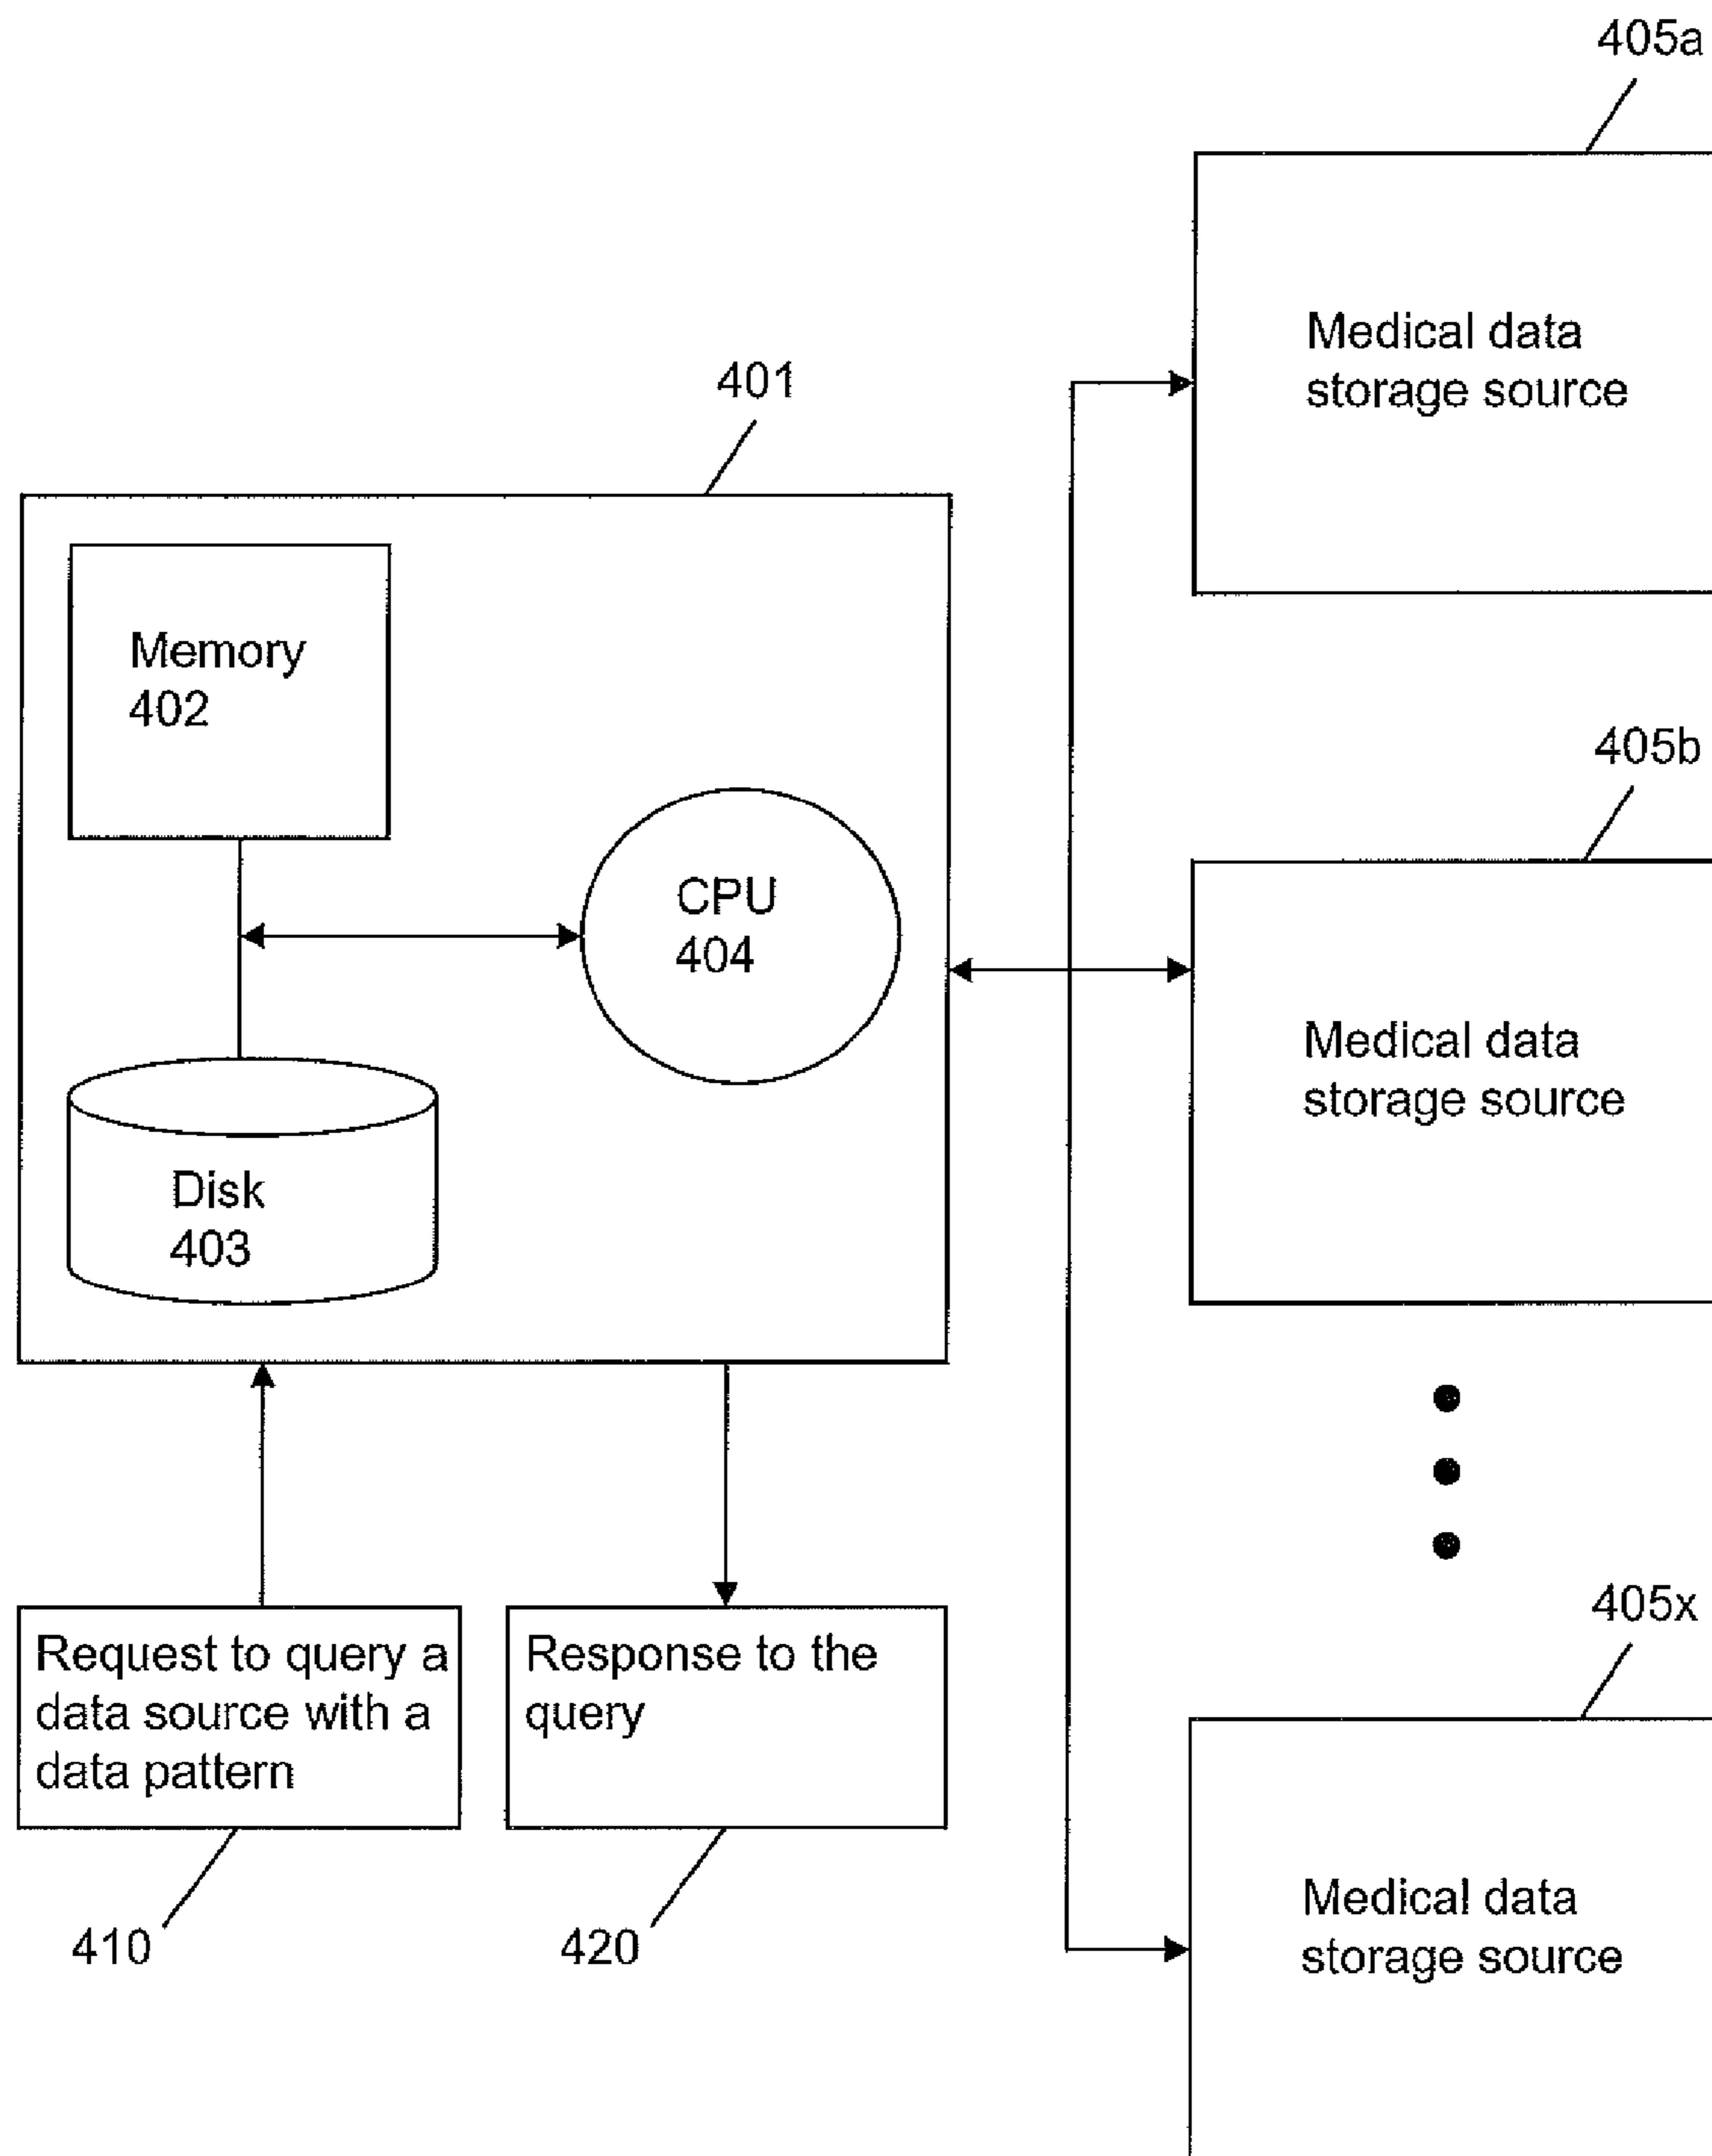 405a
Medical data
storage source
401
Memory
402
CPU
404
Disk
403
405b
Medical data
storage source
405x
Request to query a
data source with a
data pattern
Response to the
query
410
420
Medical data
storage source